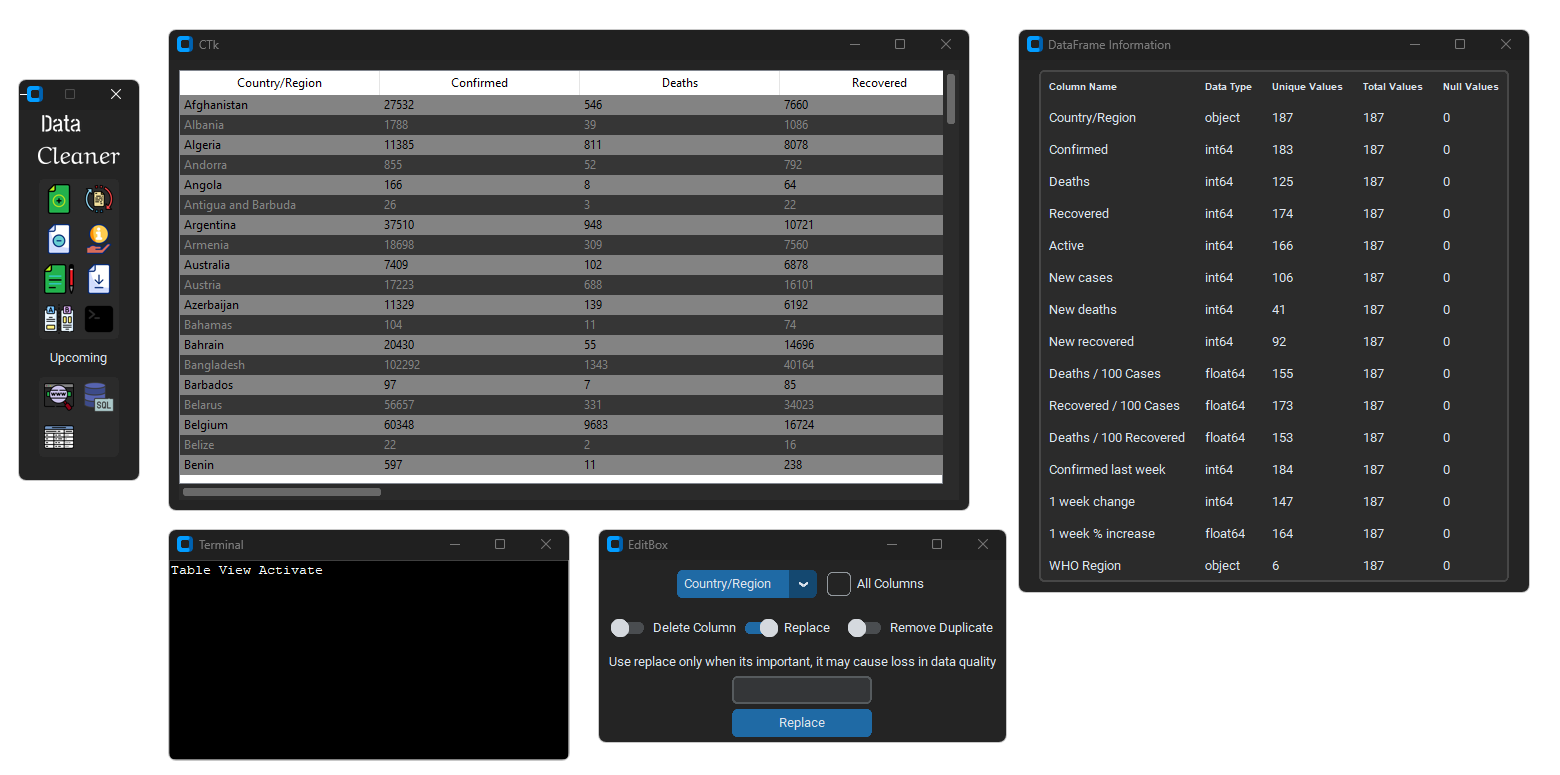 Data
Cleaner
Upcoming
www
SQL
CTk
Country/Region Confirmed Deaths Recovered
Afghanistan 27532 546 7660
Albania 1788 39 1086
Algeria 11385 811 8078
Andorra 855 52 792
Angola 166 8 64
Antigua and Barbuda 26 3 22
Argentina 37510 948 10721
Armenia 18698 309 7560
Australia 7409 102 6878
Austria 17223 688 16101
Azerbaijan 11329 139 6192
Bahamas 104 11 74
Bahrain 20430 55 14696
Bangladesh 102292 1343 40164
Barbados 97 7 85
Belarus 56657 331 34023
Belgium 60348 9683 16724
Belize 22 2 16
Benin 597 11 238
DataFrame Information
Column Name Data Type Unique Values Total Values Null Values
Country/Region object 187 187 0
Confirmed int64 183 187 0
Deaths int64 125 187 0
Recovered int64 174 187 0
Active int64 166 187 0
New cases int64 106 187 0
New deaths int64 41 187 0
New recovered int64 92 187 0
Deaths / 100 Cases float64 155 187 0
Recovered / 100 Cases float64 173 187 0
Deaths / 100 Recovered float64 153 187 0
Confirmed last week int64 184 187 0
1 week change int64 147 187 0
1 week % increase float64 164 187 0
WHO Region object 6 187 0
Terminal
Table View Activate
EditBox
Country/Region All Columns
Delete Column Replace Remove Duplicate
Use replace only when its important, it may cause loss in data quality
Replace